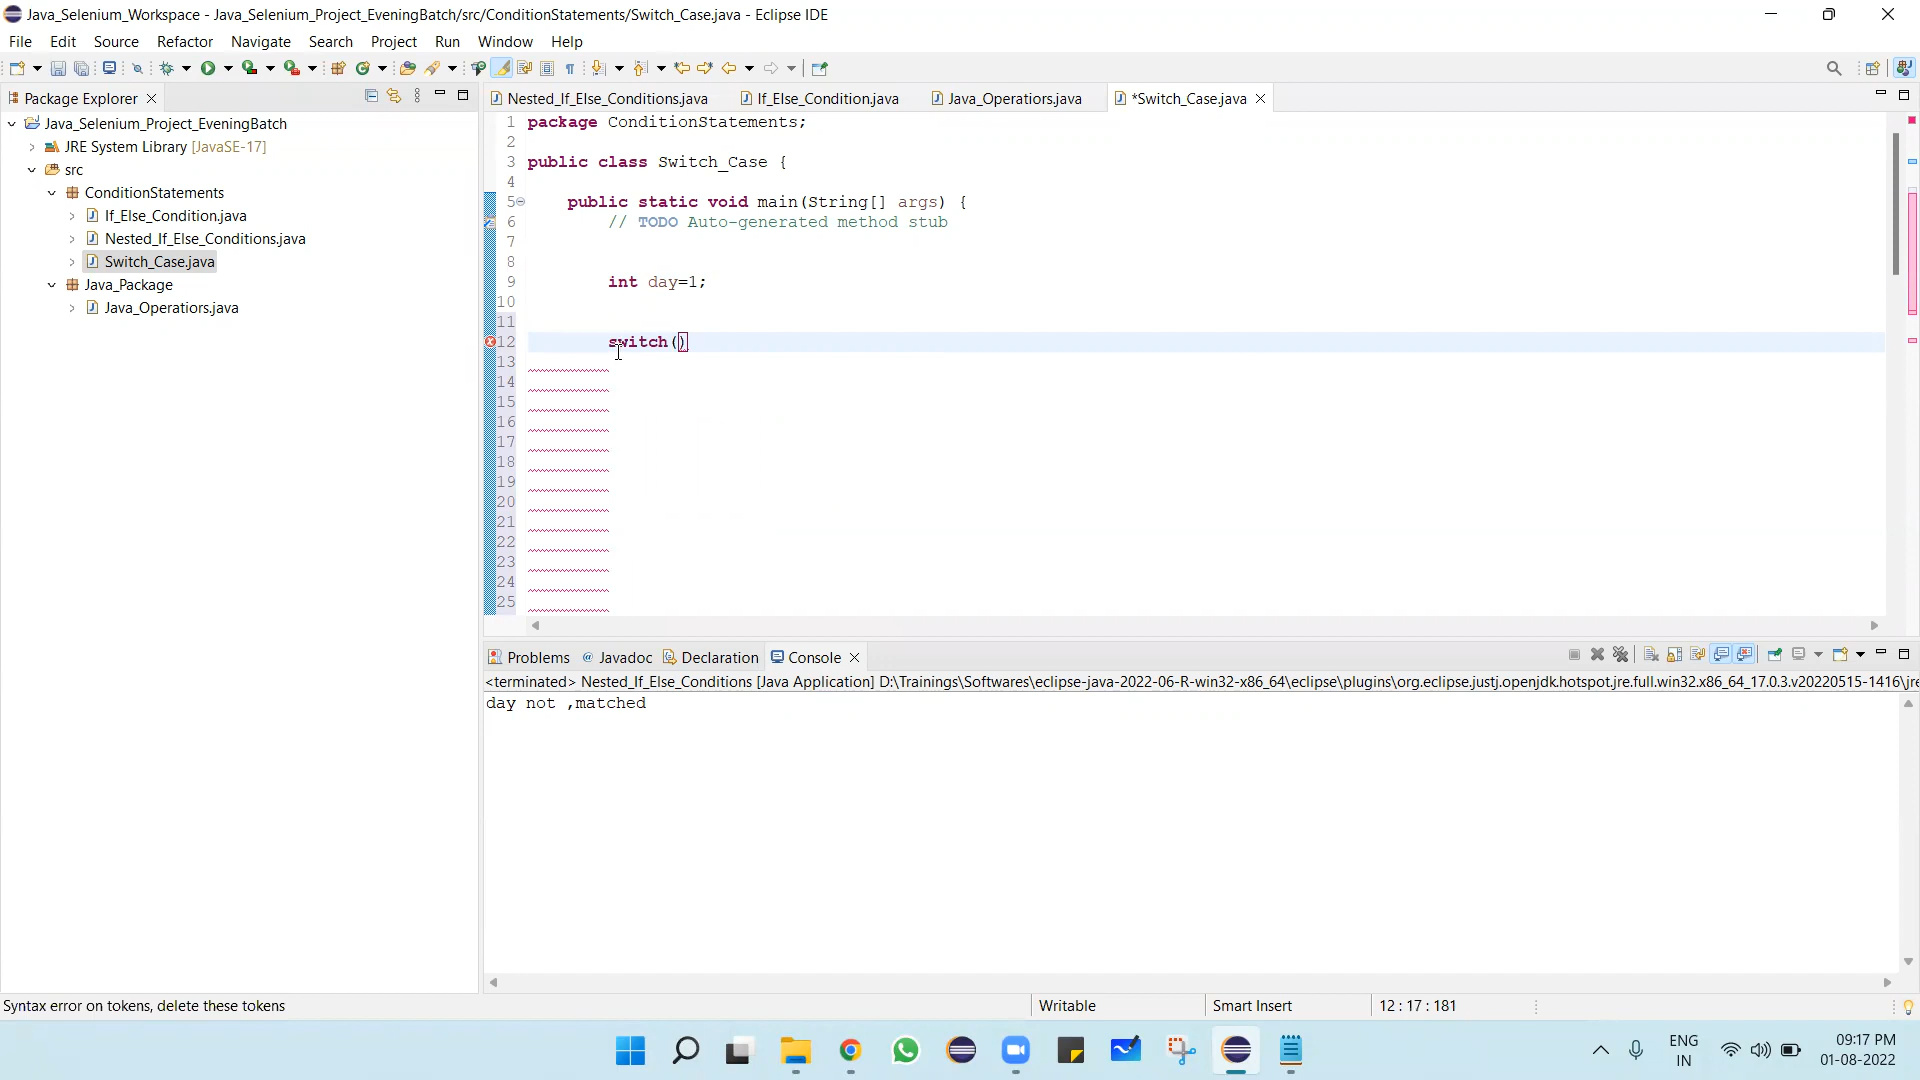 Java_Selenium_Workspace - Java_Selenium_Project_EveningBatch/src/ConditionStatements/Switch_Case.java - Eclipse IDE
File Edit Source Refactor Navigate Search Project Run Window Help
Package Explorer
Java_Selenium_Project_EveningBatch
JRE System Library [JavaSE-17]
src
ConditionStatements
If_Else_Condition.java
Nested_If_Else_Conditions.java
Switch_Case.java
Java_Package
Java_Operatiors.java
Nested_If_Else_Conditions.java If_Else_Condition.java Java_Operatiors.java *Switch_Case.java
1 package ConditionStatements;
2
3 public class Switch_Case {
4
5 public static void main(String[] args) {
6 // TODO Auto-generated method stub
7
8
9 int day=1;
10
11
12 switch()
13
14
15
16
17
18
19
20
21
22
23
24
25
Problems Javadoc Declaration Console
<terminated> Nested_If_Else_Conditions [Java Application] D:\Trainings\Softwares\eclipse-java-2022-06-R-win32-x86_64\eclipse\plugins\org.eclipse.justj.openjdk.hotspot.jre.full.win32.x86_64_17.0.3.v20220515-1416\jre
day not ,matched
Syntax error on tokens, delete these tokens
Writable
Smart Insert
12 : 17 : 181
ENG
IN
09:17 PM
01-08-2022